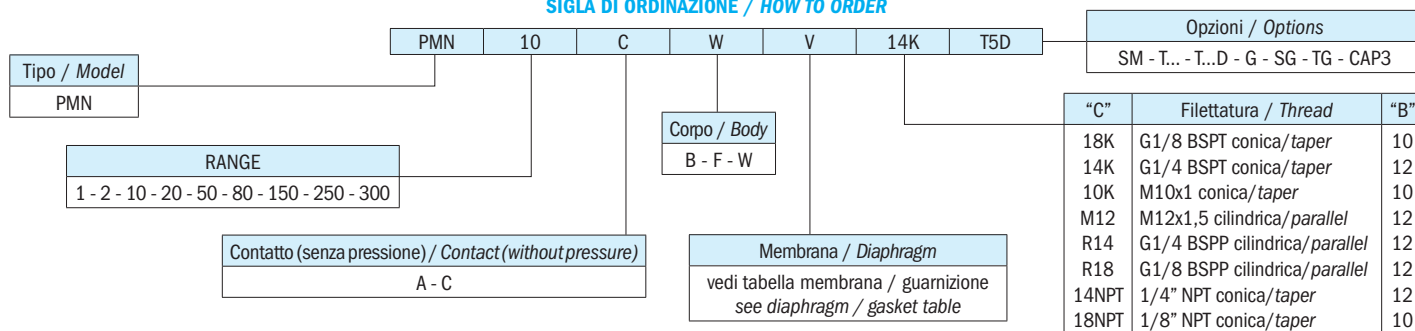 SIGLA DI ORDINAZIONE / HOW TO ORDER
PMN 10 C W V 14K T5D
Opzioni / Options
SM - T... - T...D - G - SG - TG - CAP3
Tipo / Model
PMN
RANGE
1 - 2 - 10 - 20 - 50 - 80 - 150 - 250 - 300
Contatto (senza pressione) / Contact (without pressure)
A - C
Corpo / Body
B - F - W
Membrana / Diaphragm
vedi tabella membrana / guarnizione
see diaphragm / gasket table
“C” Filettatura / Thread “B”
18K G1/8 BSPT conica/taper 10
14K G1/4 BSPT conica/taper 12
10K M10x1 conica/taper 10
M12 M12x1,5 cilindrica/parallel 12
R14 G1/4 BSPP cilindrica/parallel 12
R18 G1/8 BSPP cilindrica/parallel 12
14NPT 1/4” NPT conica/taper 12
18NPT 1/8” NPT conica/taper 10